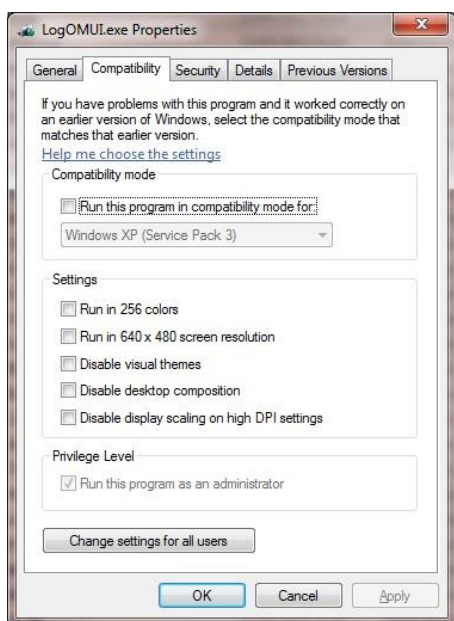 LogOMUI.exe Properties
General Compatibility Security Details Previous Versions
If you have problems with this program and it worked correctly on
an earlier version of Windows, select the compatibility mode that
matches that earlier version.
Help me choose the settings
Compatibility mode
Run this program in compatibility mode for:
Windows XP (Service Pack 3)
Settings
Run in 256 colors
Run in 640 x 480 screen resolution
Disable visual themes
Disable desktop composition
Disable display scaling on high DPI settings
Privilege Level
Run this program as an administrator
Change settings for all users
OK Cancel Apply